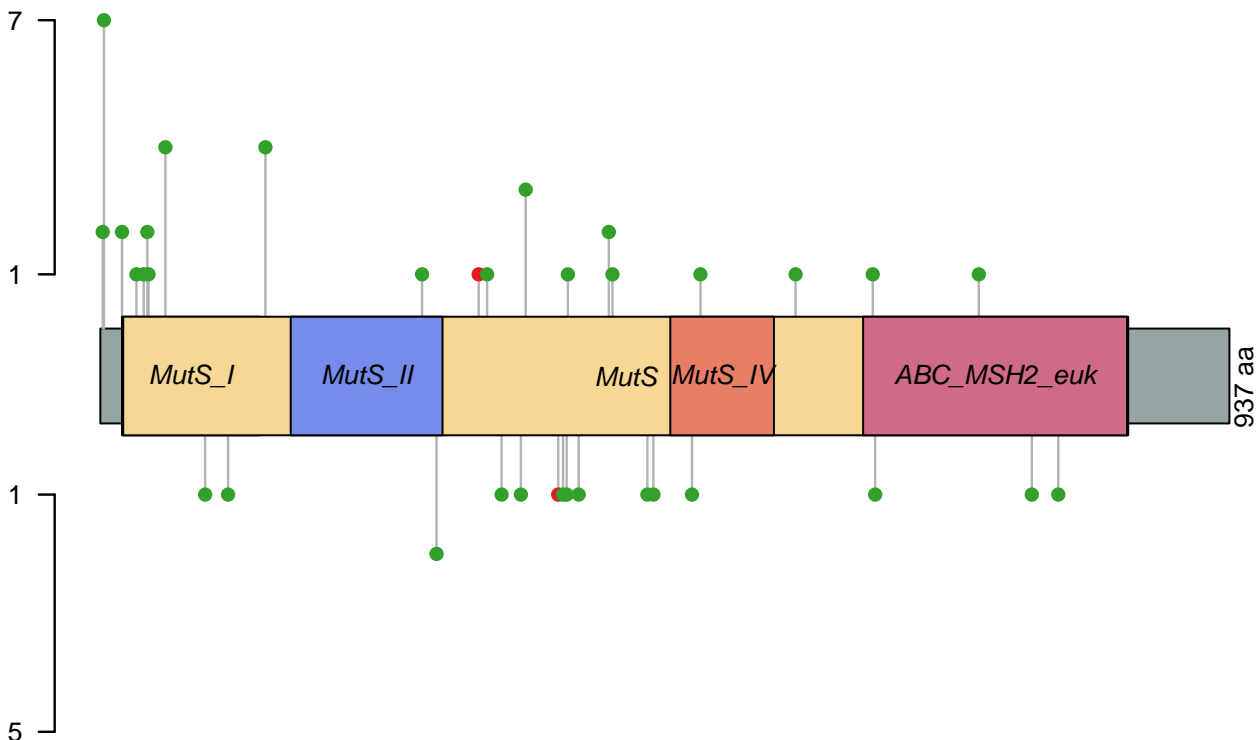 7
1
MutS_I
MutS_II
MutS
MutS_IV
ABC_MSH2_euk
937 aa
1
5